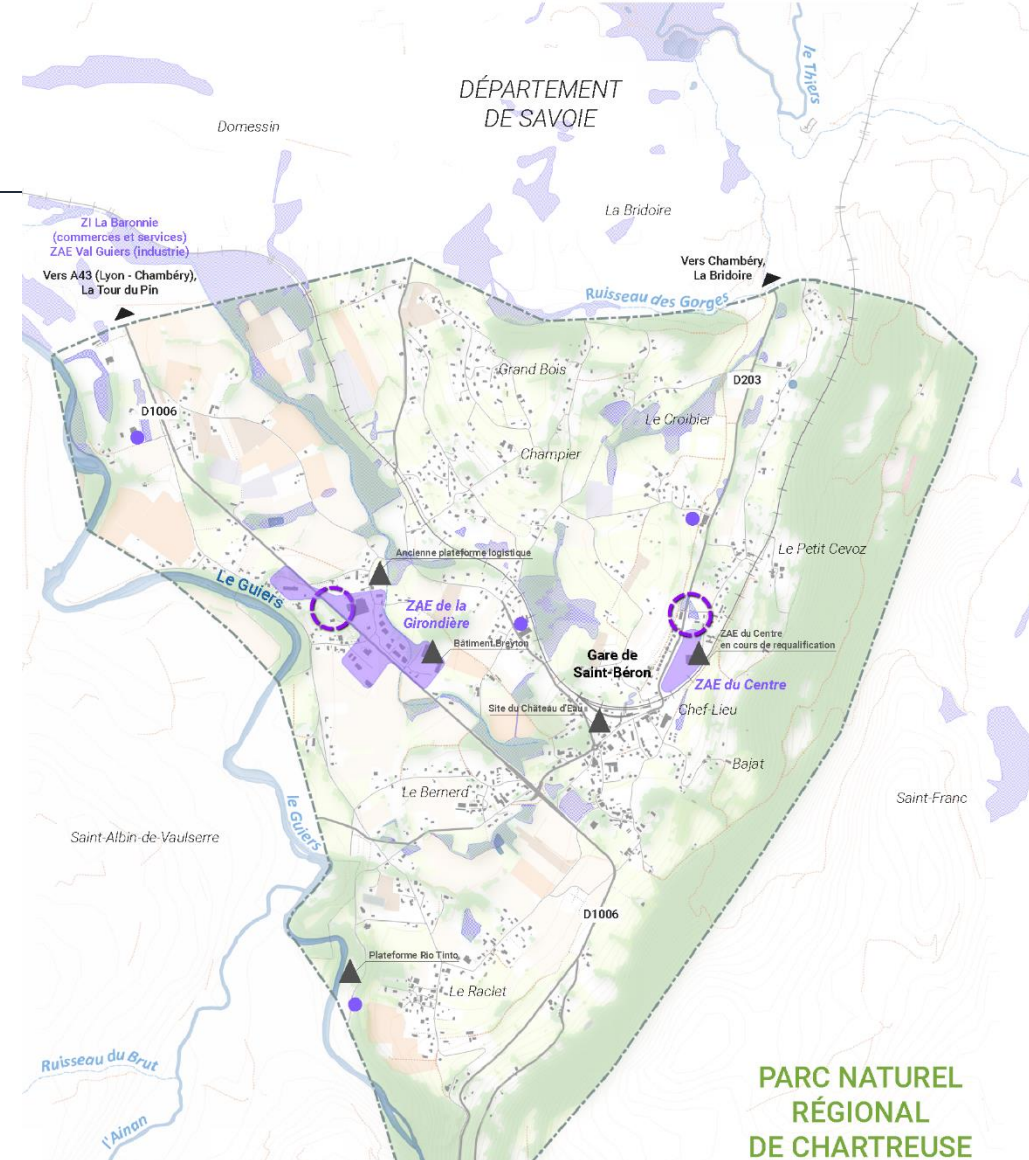 le Thiers
DÉPARTEMENT
DE SAVOIE
Domessin
La Bridoire
ZI La Baronnie
(commerces et services)
ZAE Val Guiers (industrie)
Vers A43 (Lyon - Chambéry),
La Tour du Pin
Vers Chambéry,
La Bridoire
Ruisseau des Gorges
Grand Bois
D203
D1006
Le Croibier
Champier
Ancienne plateforme logistique
Le Petit Cevoz
Le Guiers
ZAE de la
Girondière
Bâtiment Breyton
ZAE du Centre
en cours de requalification
Gare de
Saint-Béron
ZAE du Centre
Site du Château d'Eau
Chef-Lieu
Bajat
Le Bernerd
Saint-Franc
le Guiers
Saint-Albin-de-Vaulserre
D1006
Plateforme Rio Tinto
Le Raclet
Ruisseau du Brut
l'Ainan
PARC NATUREL
RÉGIONAL
DE CHARTREUSE